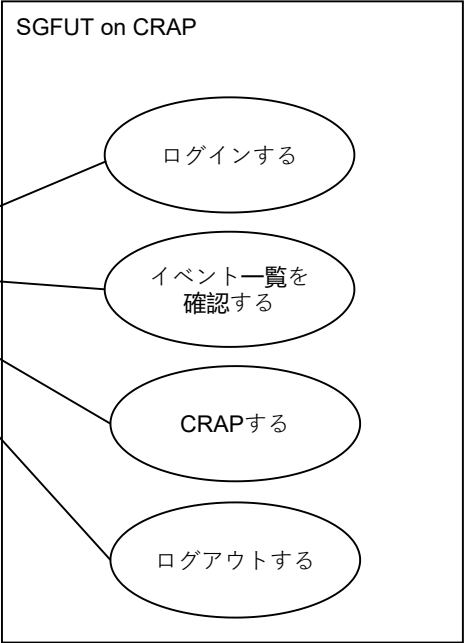 SGFUT on CRAP
ログインする
イベント一覧を
確認する
CRAPする
ログアウトする